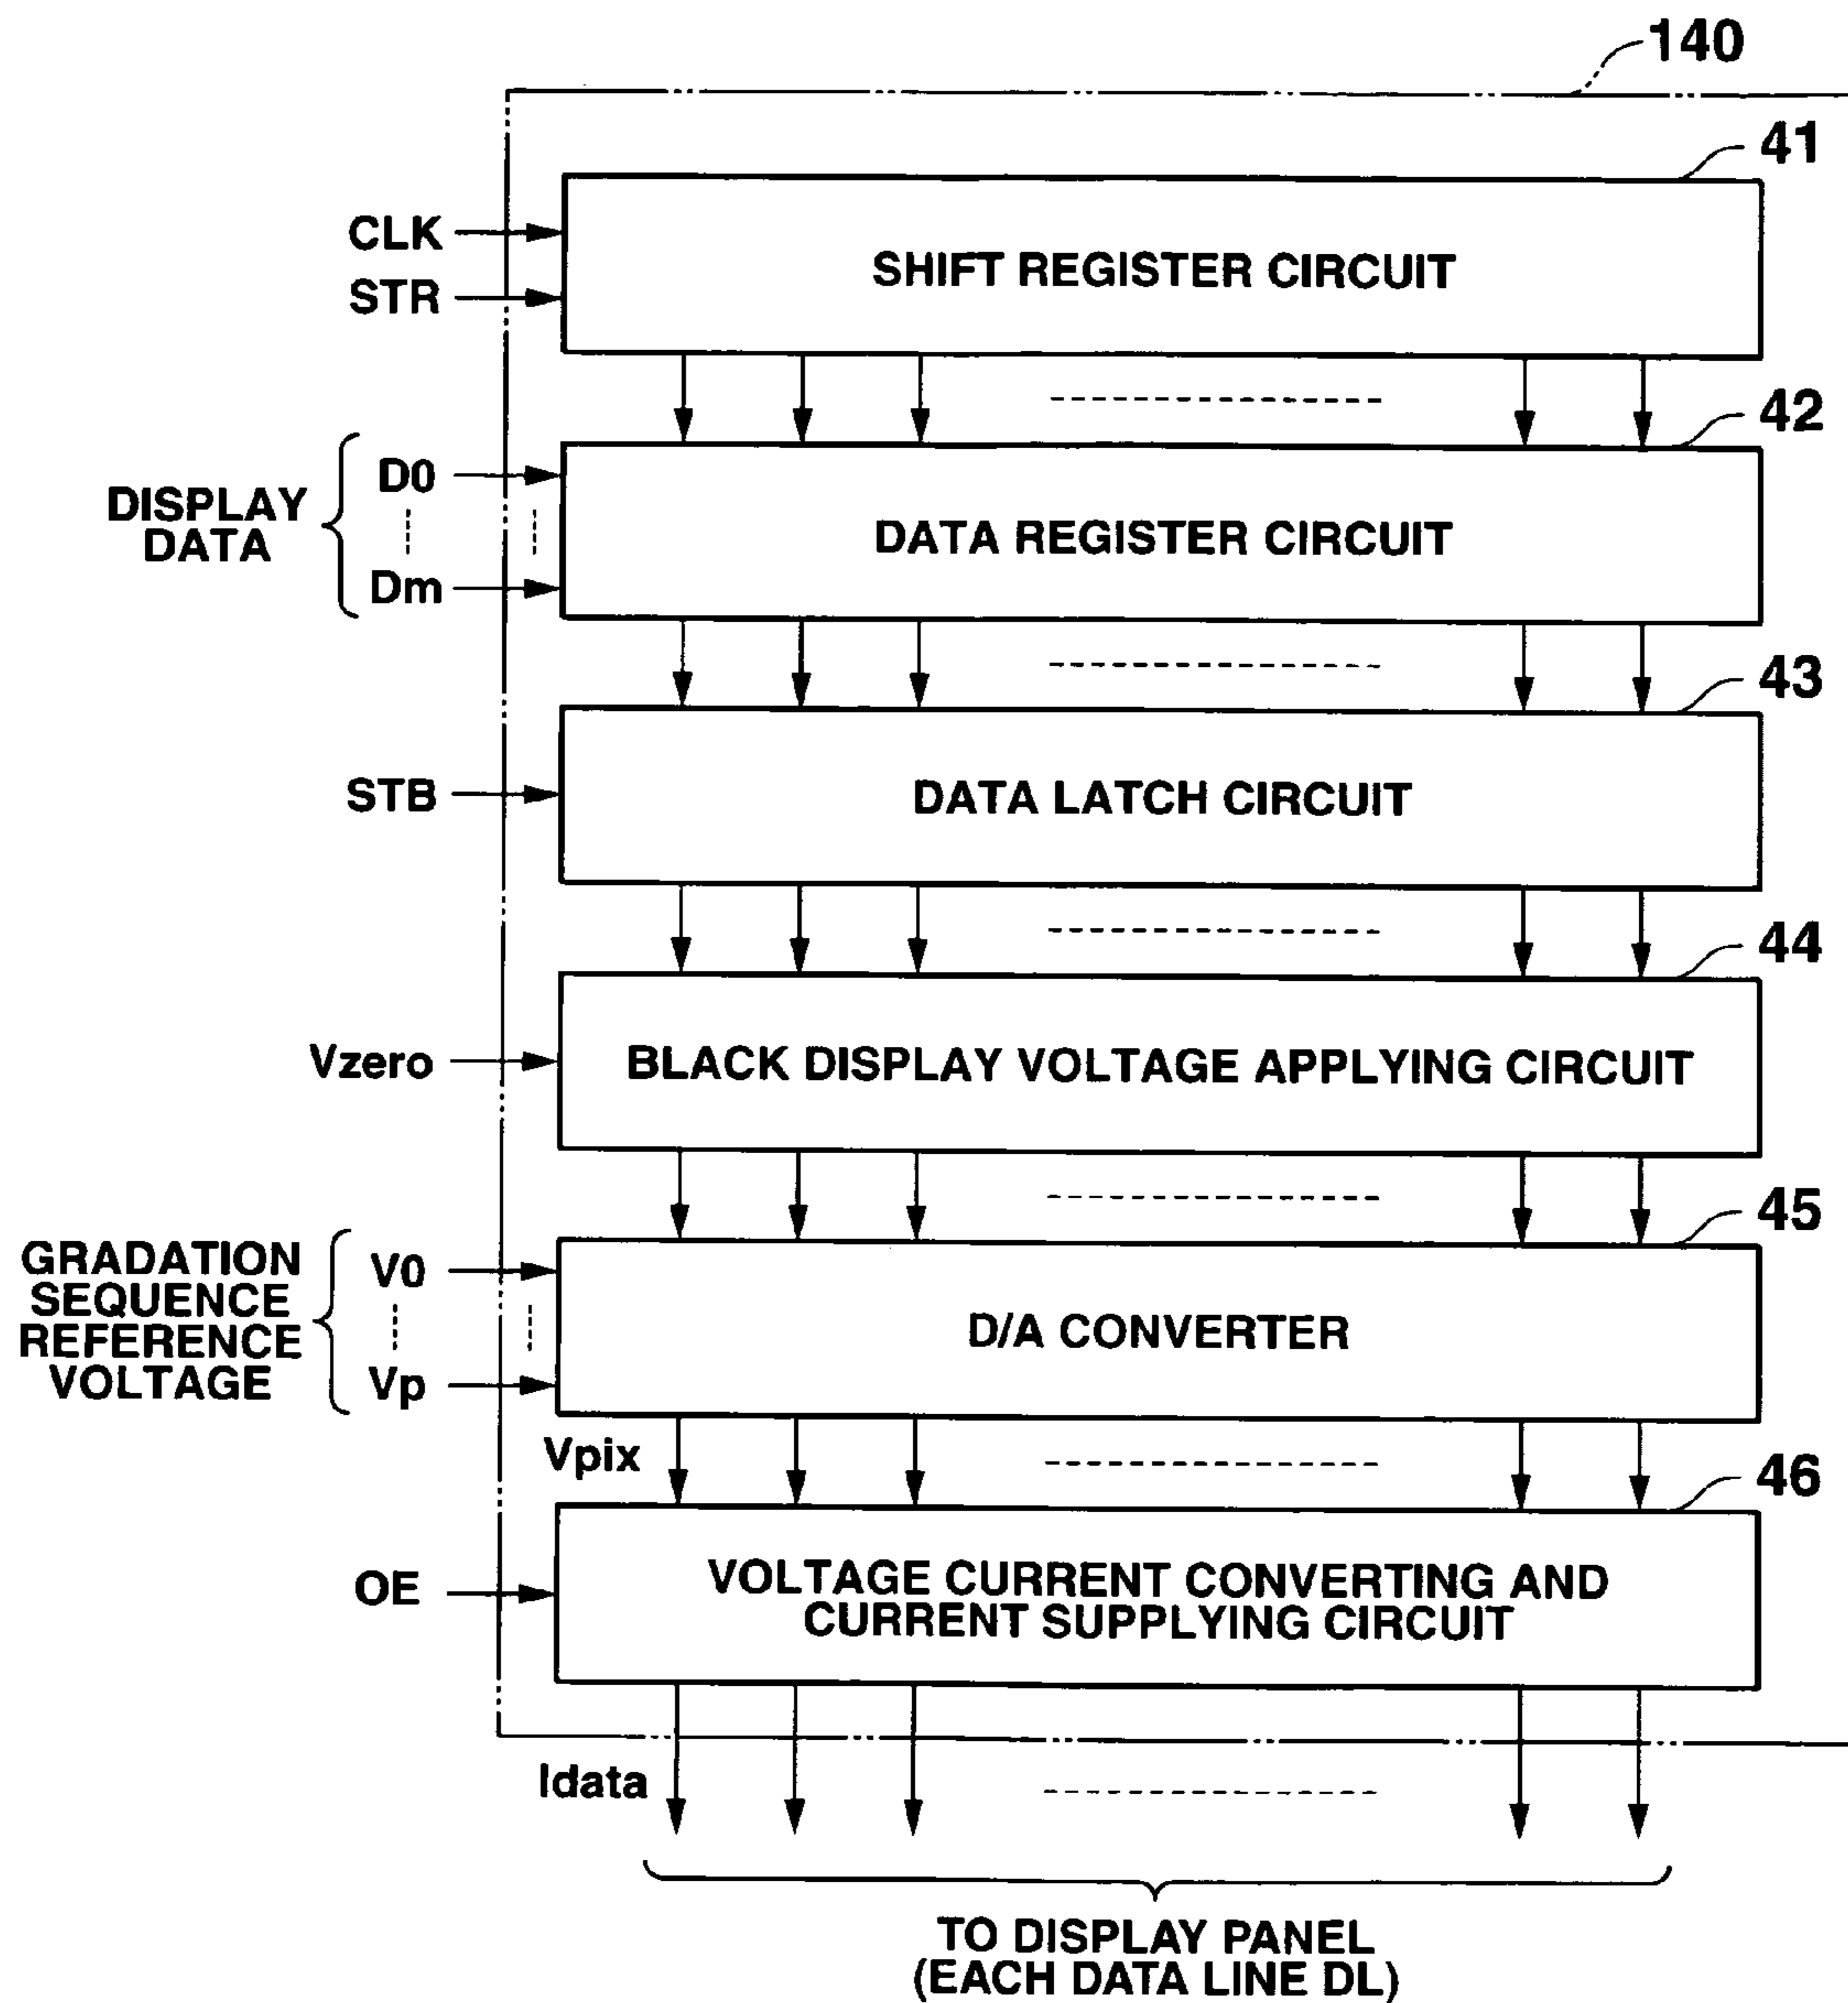 140
41
CLK
STR
SHIFT REGISTER CIRCUIT
42
DISPLAY
DATA
D0
Dm
DATA REGISTER CIRCUIT
43
STB
DATA LATCH CIRCUIT
44
Vzero
BLACK DISPLAY VOLTAGE APPLYING CIRCUIT
45
GRADATION
SEQUENCE
REFERENCE
VOLTAGE
V0
Vp
D/A CONVERTER
Vpix
46
OE
VOLTAGE CURRENT CONVERTING AND
CURRENT SUPPLYING CIRCUIT
Idata
TO DISPLAY PANEL
(EACH DATA LINE DL)